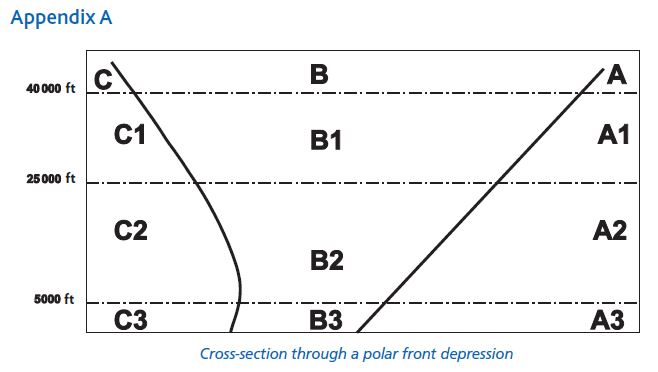 Appendix A
C B A
40 000 ft
C1 B1 A1
25 000 ft
C2 B2 A2
5000 ft
C3 B3 A3
Cross-section through a polar front depression